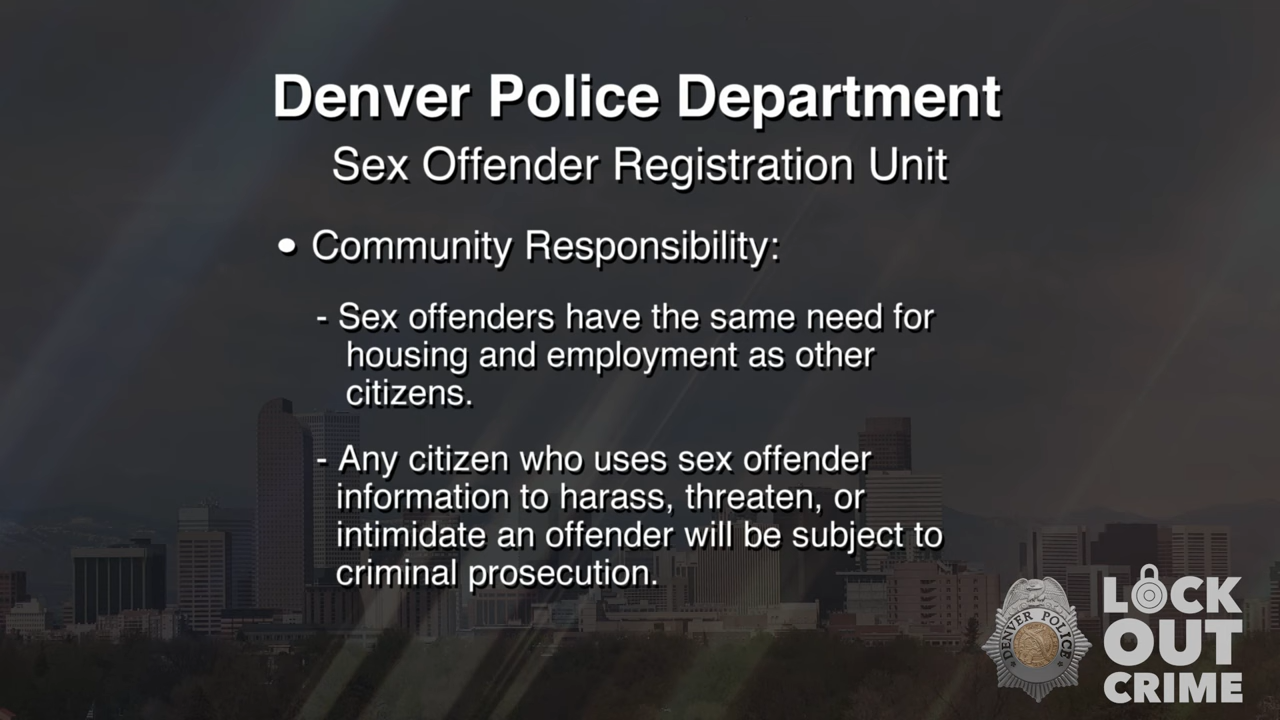 Denver Police Department
Sex Offender Registration Unit
• Community Responsibility:
- Sex offenders have the same need for
housing and employment as other
citizens.
- Any citizen who uses sex offender
information to harass, threaten, or
intimidate an offender will be subject to
criminal prosecution.
DENVER POLICE
LOCK
OUT
CRIME